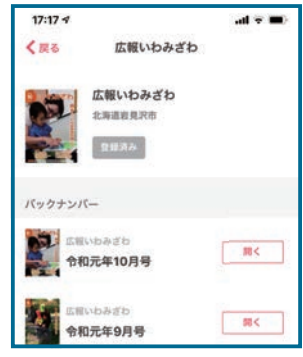 17:17
戻る
広報いわみざわ
広報いわみざわ
北海道岩見沢市
登録済み
バックナンバー
広報いわみざわ
令和元年10月号
開く
広報いわみざわ
令和元年9月号
開く